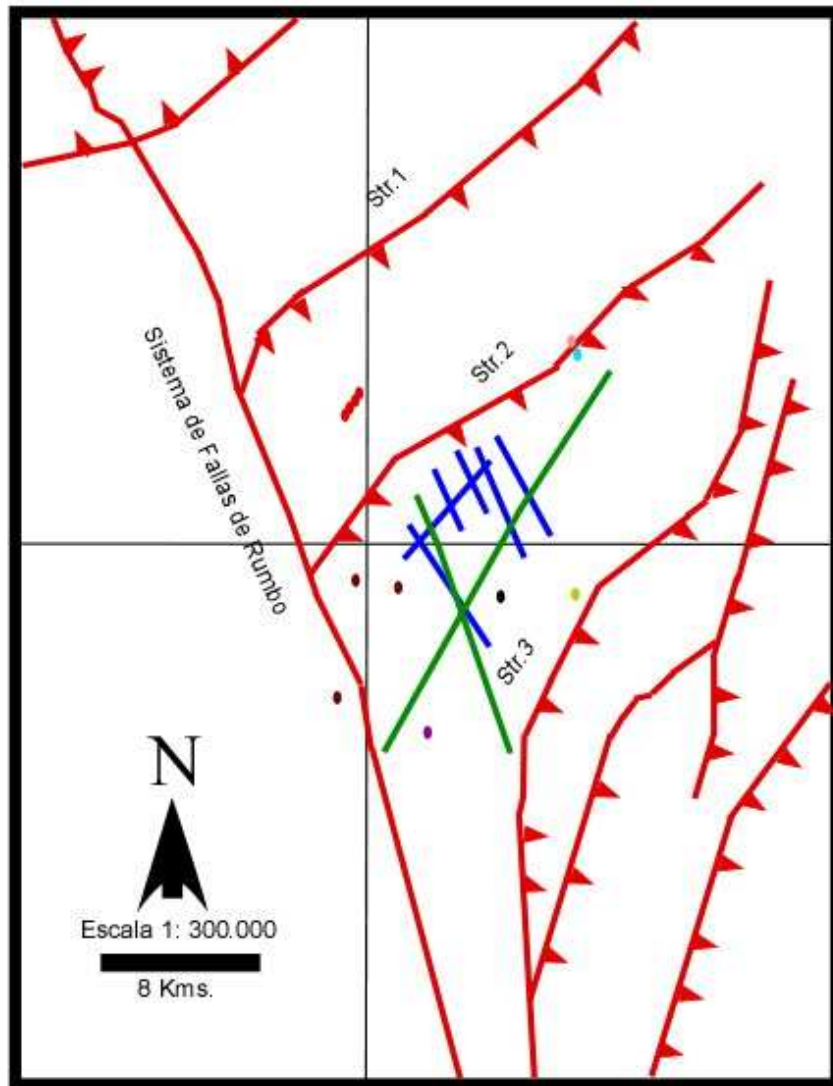 Str.1
Str.2
Sistema de Fallas de Rumbo
Str.3
N
Escala 1: 300.000
8 Kms.